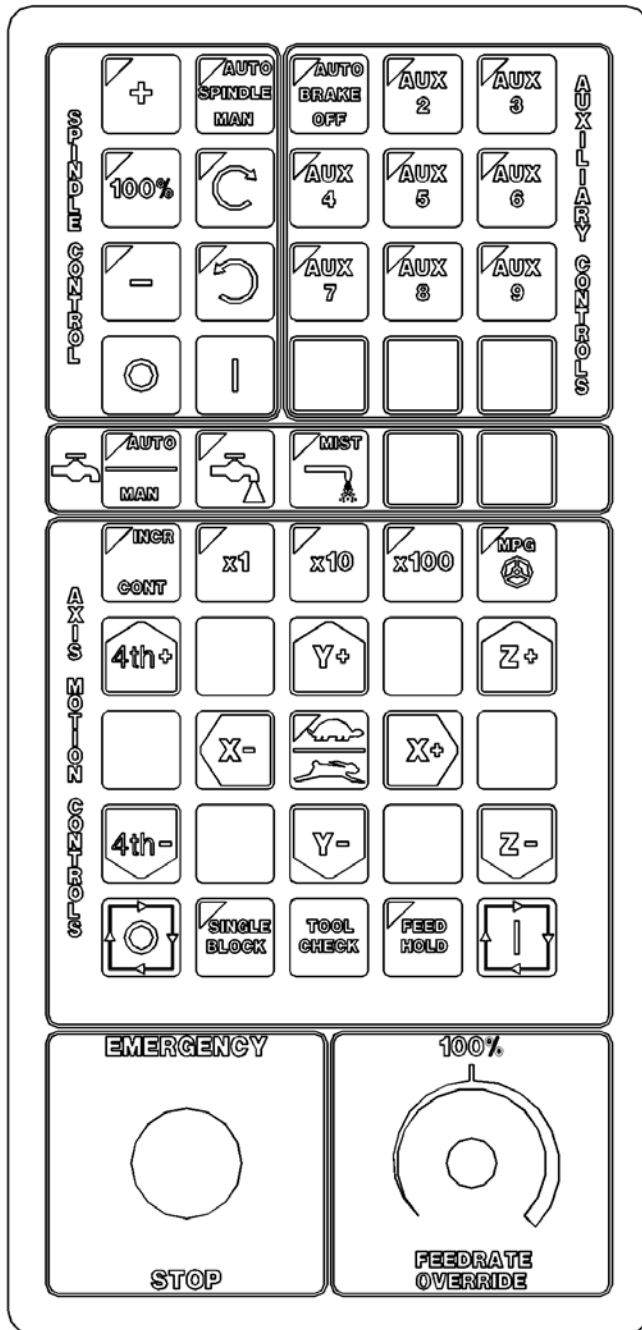 SPINDLE CONTROL
+
AUTO
SPINDLE
MAN
100%
-
AUTO
BRAKE
OFF
AUX
2
AUX
3
AUX
4
AUX
5
AUX
6
AUX
7
AUX
8
AUX
9
AUXILIARY CONTROLS
AUTO
MAN
MIST
AXIS MOTION CONTROLS
INCR
CONT
x1
x10
x100
MPG
4th+
Y+
Z+
X-
X+
4th-
Y-
Z-
SINGLE
BLOCK
TOOL
CHECK
FEED
HOLD
EMERGENCY
STOP
100%
FEEDRATE
OVERRIDE